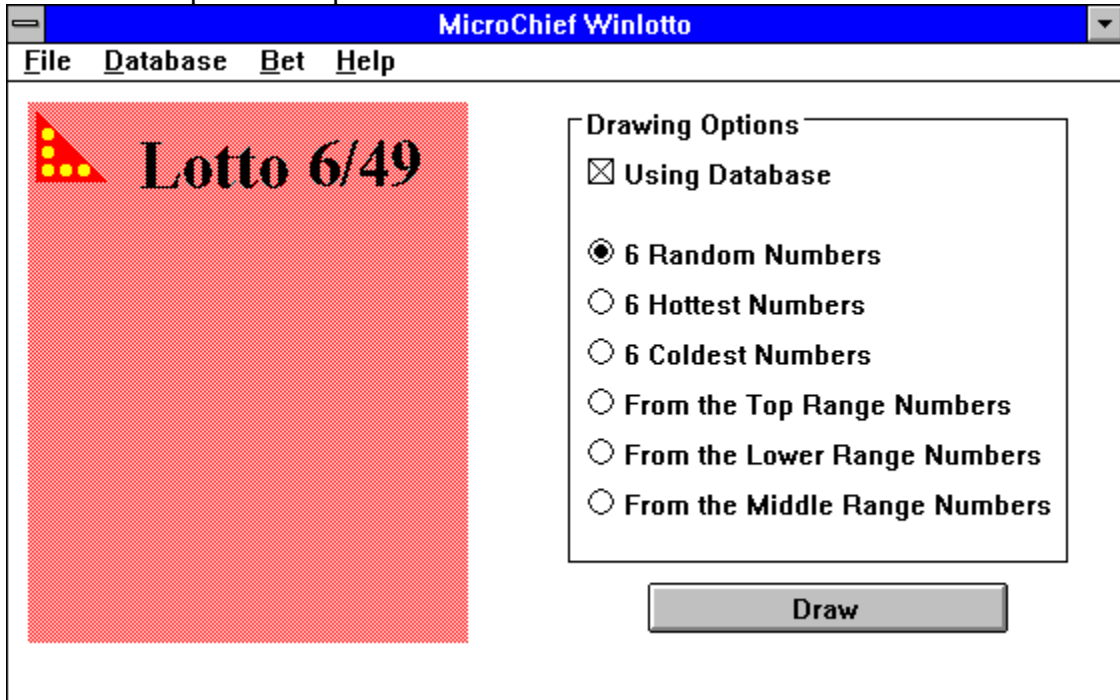 MicroChief Winlotto
File Database Bet Help
Lotto 6/49
Drawing Options
Using Database
6 Random Numbers
6 Hottest Numbers
6 Coldest Numbers
From the Top Range Numbers
From the Lower Range Numbers
From the Middle Range Numbers
Draw